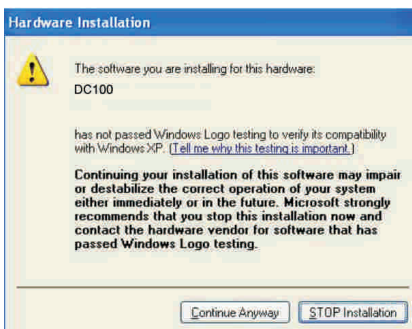 Hardware Installation
The software you are installing for this hardware:
DC100
has not passed Windows Logo testing to verify its compatibility
with Windows XP. (Tell me why this testing is important.)
Continuing your installation of this software may impair
or destabilize the correct operation of your system
either immediately or in the future. Microsoft strongly
recommends that you stop this installation now and
contact the hardware vendor for software that has
passed Windows Logo testing.
Continue Anyway
STOP Installation